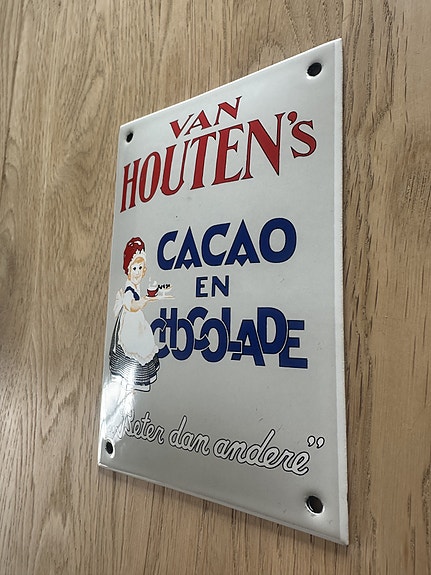 VAN
HOUTEN'S
CACAO
EN
CHOCOLADE
„Beter dan andere”